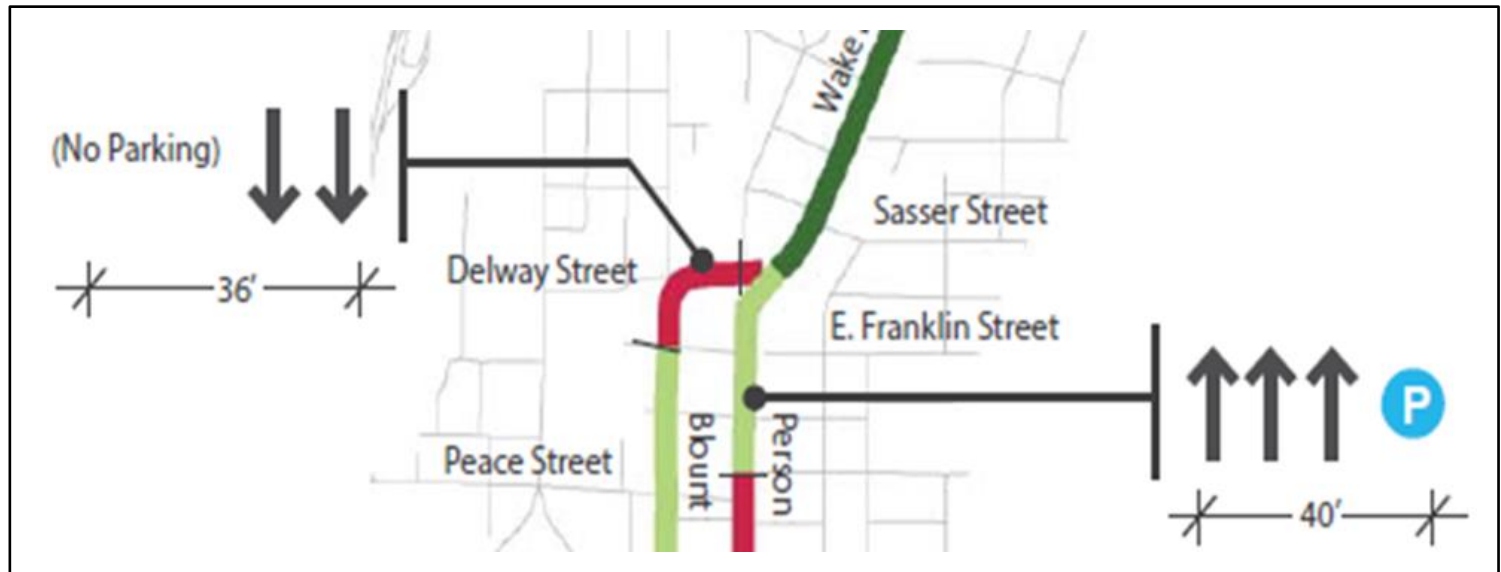 Wake
(No Parking)
Sasser Street
Delway Street
36'
E. Franklin Street
P
Blount
Person
Peace Street
40'